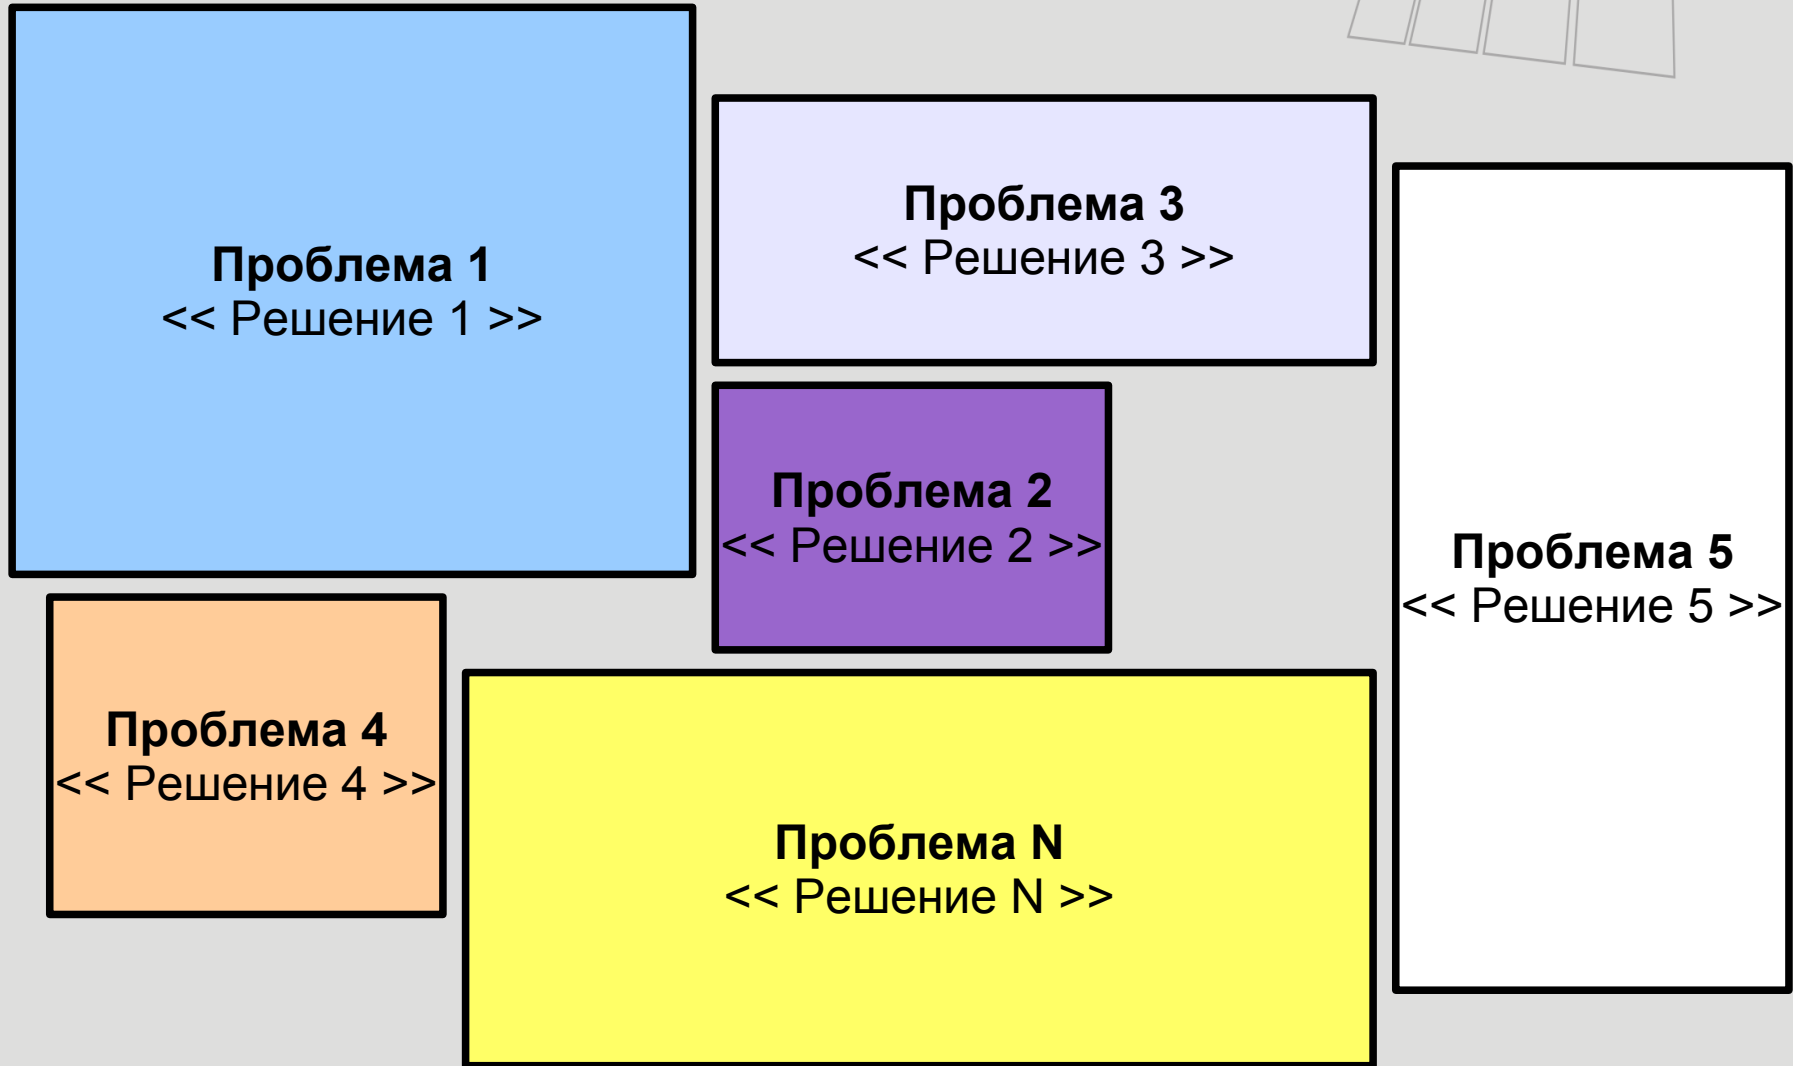 Проблема 1
<< Решение 1 >>
Проблема 3
<< Решение 3 >>
Проблема 2
<< Решение 2 >>
Проблема 5
<< Решение 5 >>
Проблема 4
<< Решение 4 >>
Проблема N
<< Решение N >>